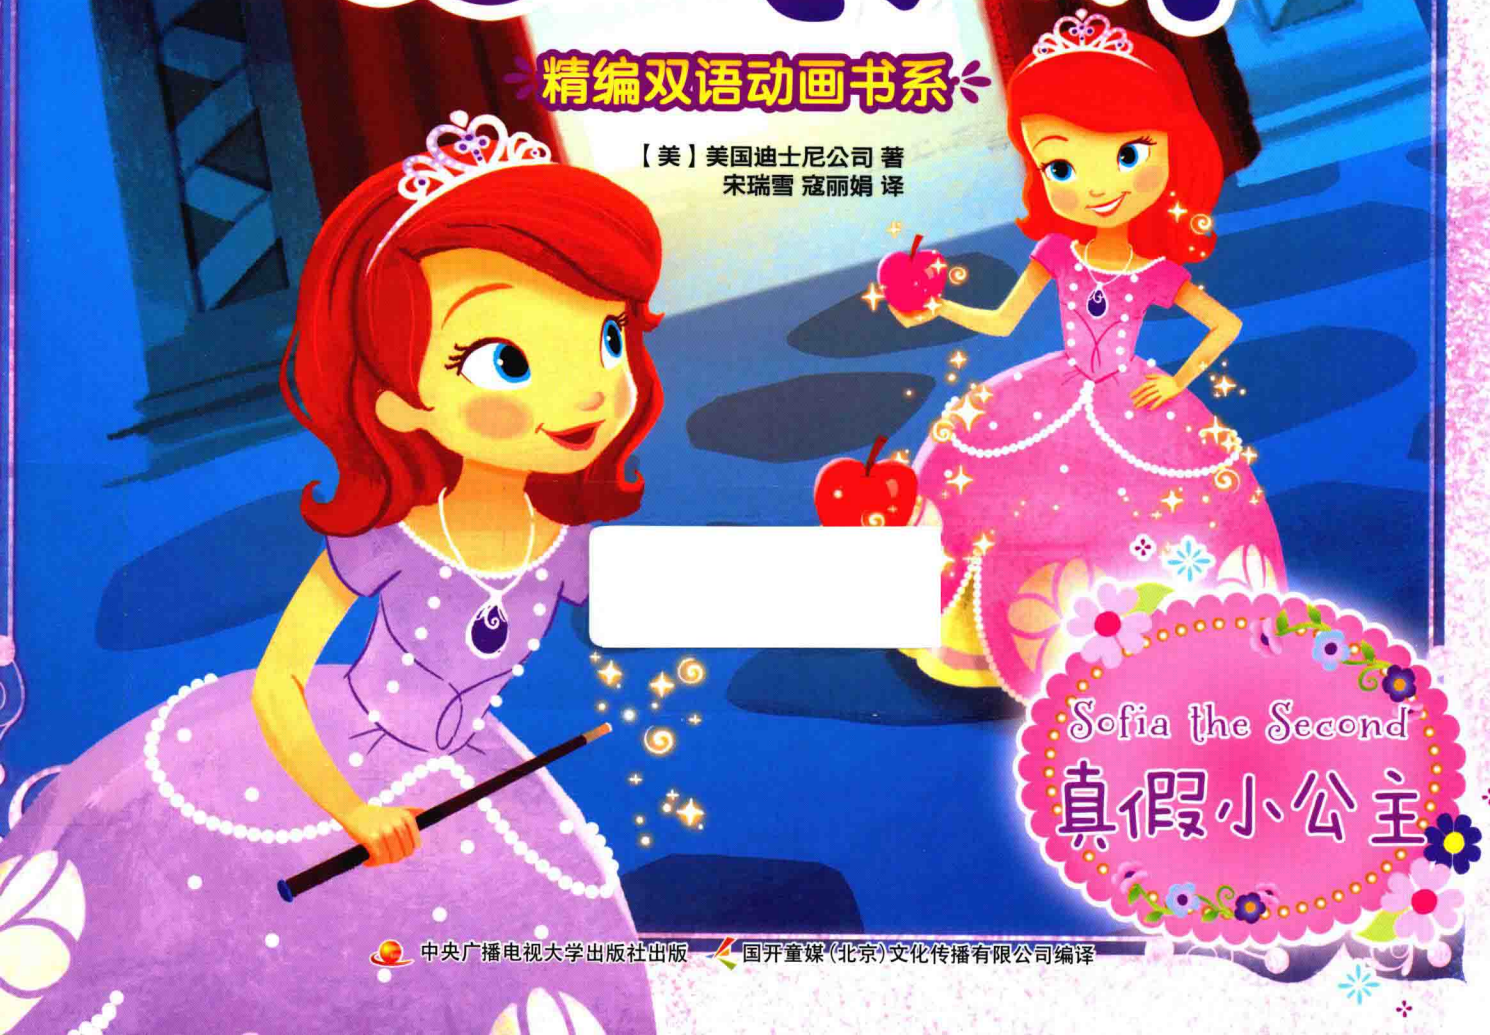 精编双语动画书系
【美】美国迪士尼公司 著
宋瑞雪 寇丽娟 译
Sofia the Second
真假小公主
中央广播电视大学出版社出版 国开童媒(北京)文化传播有限公司编译